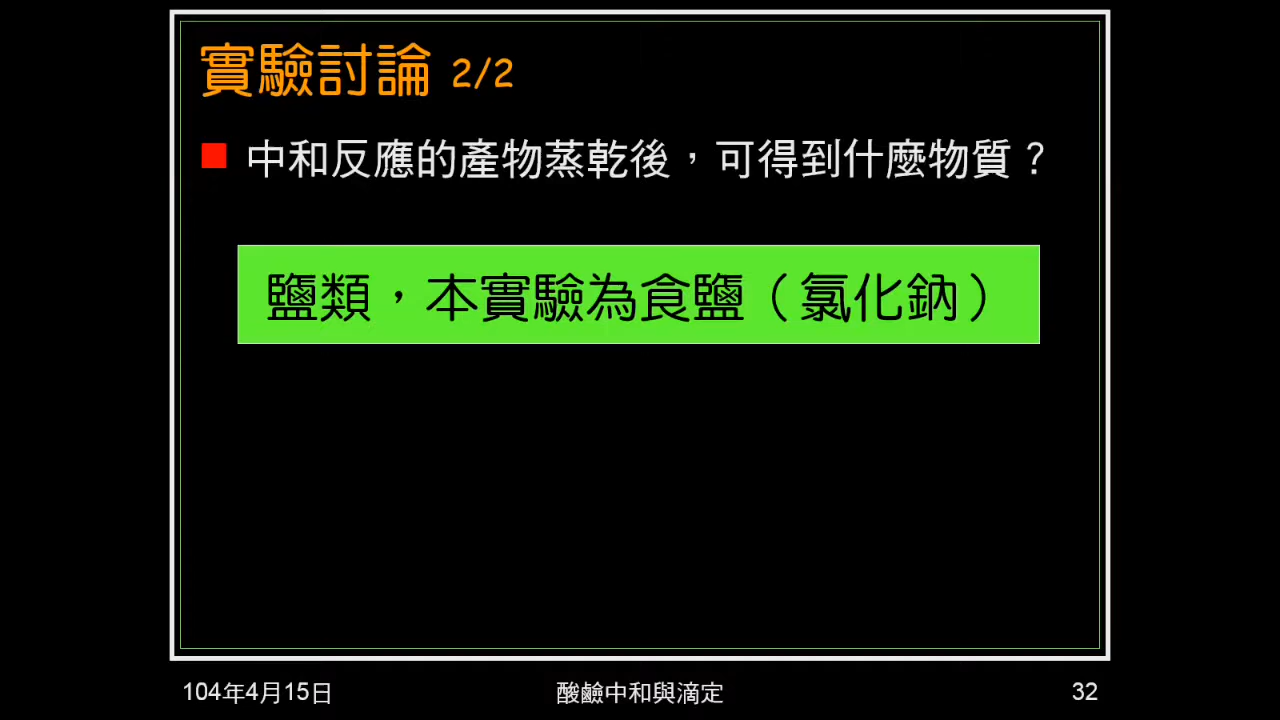 實驗討論 2/2
中和反應的產物蒸乾後，可得到什麼物質？
鹽類，本實驗為食鹽（氯化鈉）
104年4月15日
酸鹼中和與滴定
32